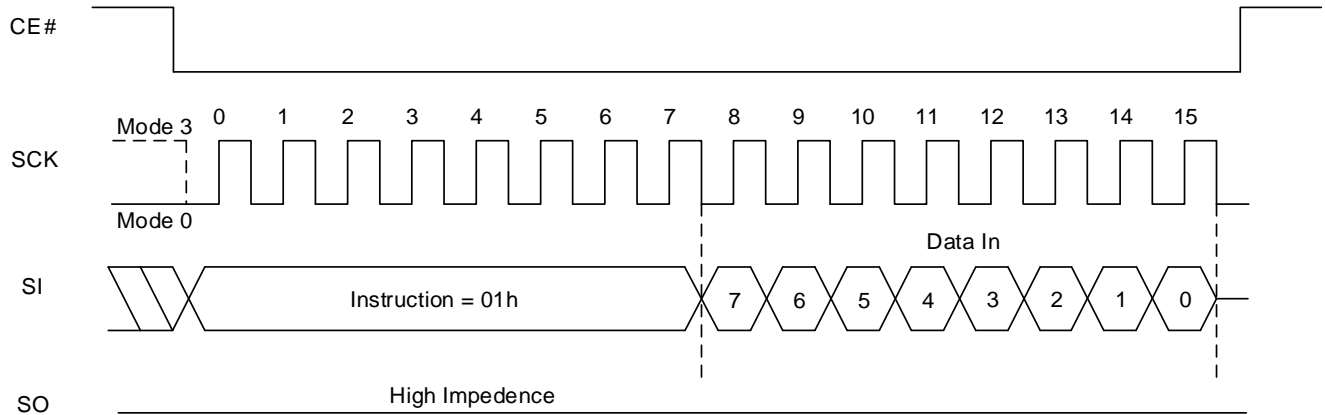 CE#
0 1 2 3 4 5 6 7 8 9 10 11 12 13 14 15
Mode 3
SCK
Mode 0
Data In
SI
Instruction = 01h 7 6 5 4 3 2 1 0
High Impedence
SO